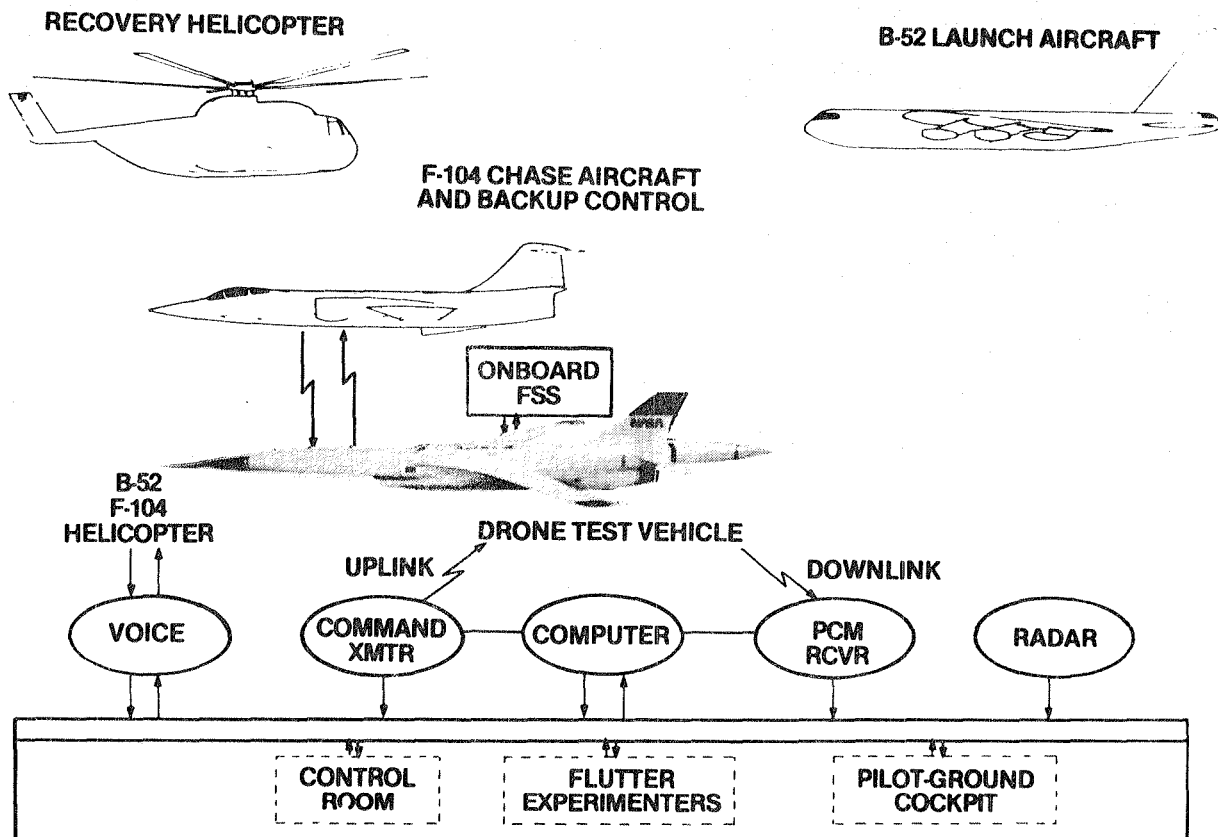 RECOVERY HELICOPTER
B-52 LAUNCH AIRCRAFT
F-104 CHASE AIRCRAFT
AND BACKUP CONTROL
ONBOARD
FSS
NASA
B-52
F-104
HELICOPTER
DRONE TEST VEHICLE
UPLINK
DOWNLINK
VOICE
COMMAND
XMTR
COMPUTER
PCM
RCVR
RADAR
CONTROL
ROOM
FLUTTER
EXPERIMENTERS
PILOT-GROUND
COCKPIT